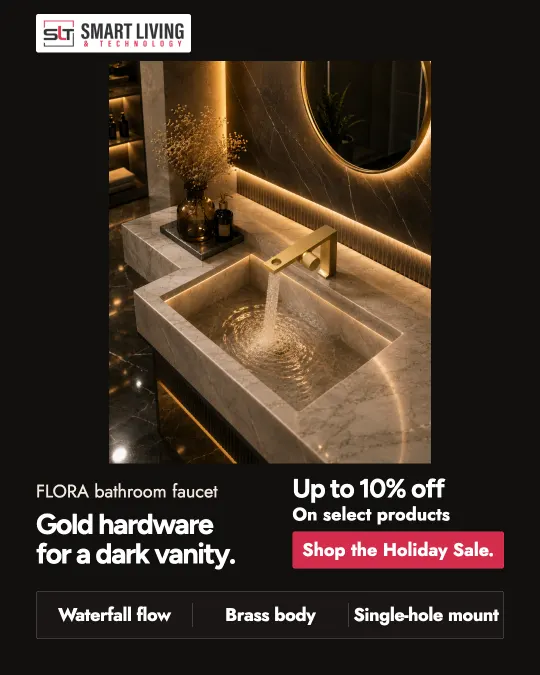 SLT SMART LIVING
& TECHNOLOGY
FLORA bathroom faucet
Gold hardware
for a dark vanity.
Up to 10% off
On select products
Shop the Holiday Sale.
Waterfall flow
Brass body
Single-hole mount